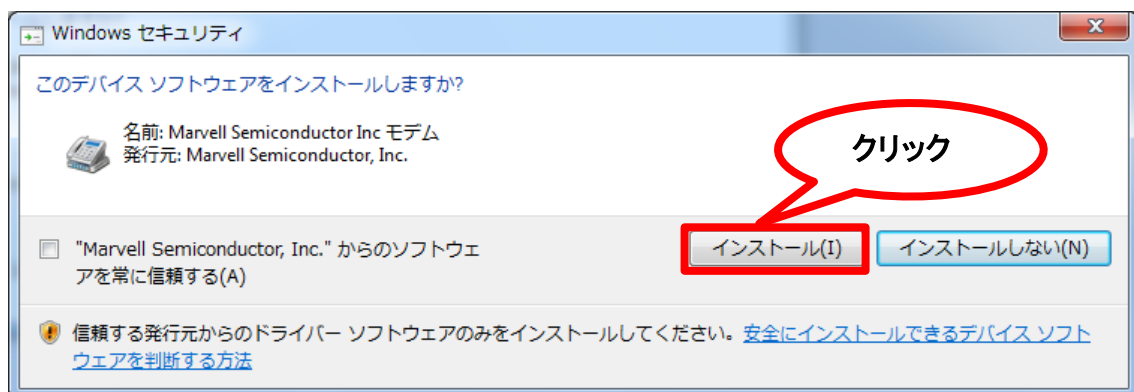 Windows セキュリティ
このデバイス ソフトウェアをインストールしますか?
名前: Marvell Semiconductor Inc モデム
発行元: Marvell Semiconductor, Inc.
クリック
"Marvell Semiconductor, Inc." からのソフトウェ
アを常に信頼する(A)
インストール(I)
インストールしない(N)
信頼する発行元からのドライバー ソフトウェアのみをインストールしてください。安全にインストールできるデバイス ソフト
ウェアを判断する方法